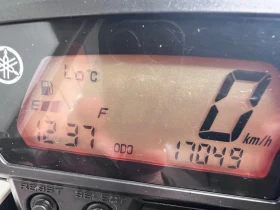 Lo°C
0
km/h
E F
12:37
ODO 17049
RESET SELECT